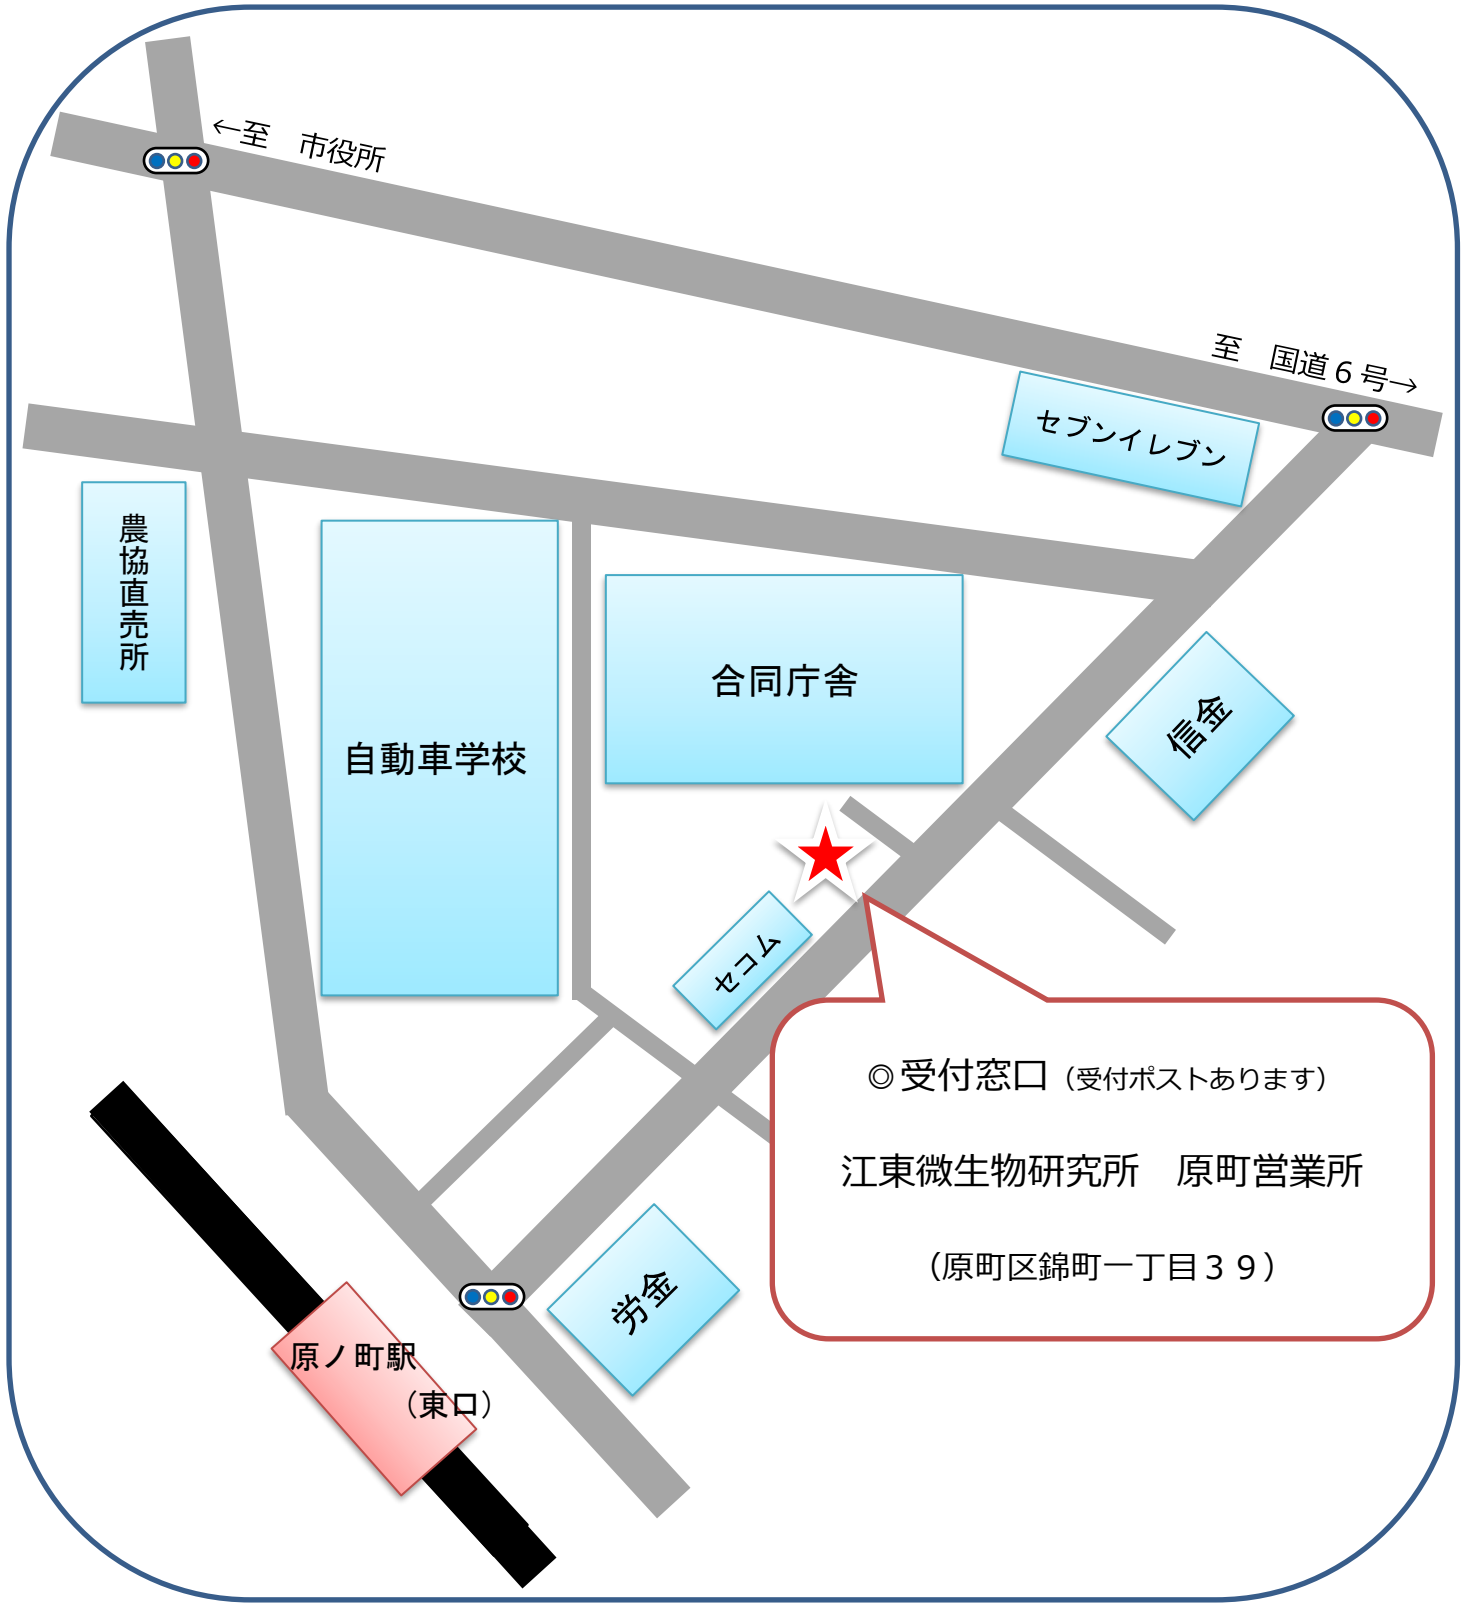 ←至　市役所
至　国道６号→
セブンイレブン
農協直売所
合同庁舎
信金
自動車学校
セコム
◎受付窓口（受付ポストあります）
江東微生物研究所　原町営業所
（原町区錦町一丁目３９）
労金
原ノ町駅
（東口）